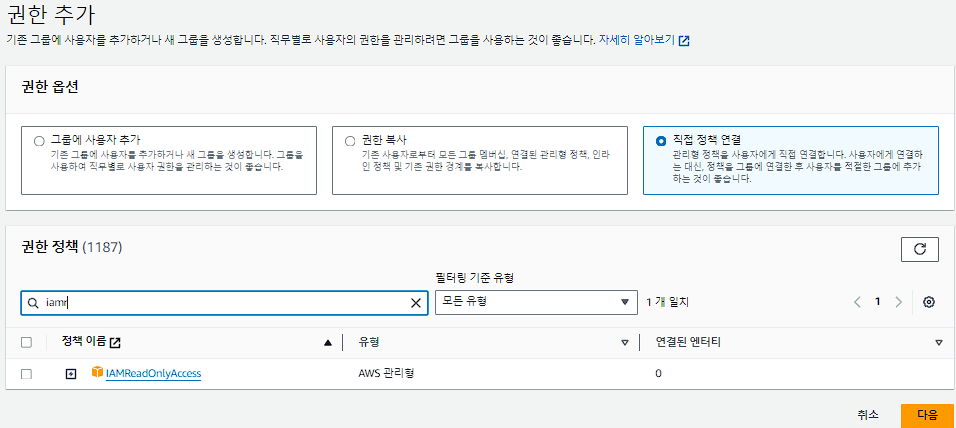 권한 추가
기존 그룹에 사용자를 추가하거나 새 그룹을 생성합니다. 직무별로 사용자의 권한을 관리하려면 그룹을 사용하는 것이 좋습니다. 자세히 알아보기
권한 옵션
그룹에 사용자 추가
기존 그룹에 사용자를 추가하거나 새 그룹을 생성합니다. 그룹을
사용하여 직무별로 사용자 권한을 관리하는 것이 좋습니다.
권한 복사
기존 사용자로부터 모든 그룹 멤버십, 연결된 관리형 정책, 인라
인 정책 및 기존 권한 경계를 복사합니다.
직접 정책 연결
관리형 정책을 사용자에게 직접 연결합니다. 사용자에게 연결하
는 대신, 정책을 그룹에 연결한 후 사용자를 적절한 그룹에 추가
하는 것이 좋습니다.
권한 정책 (1187)
필터링 기준 유형
iamr
모든 유형
1 개 일치
1
정책 이름
유형
연결된 엔터티
IAMReadOnlyAccess
AWS 관리형
0
취소
다음